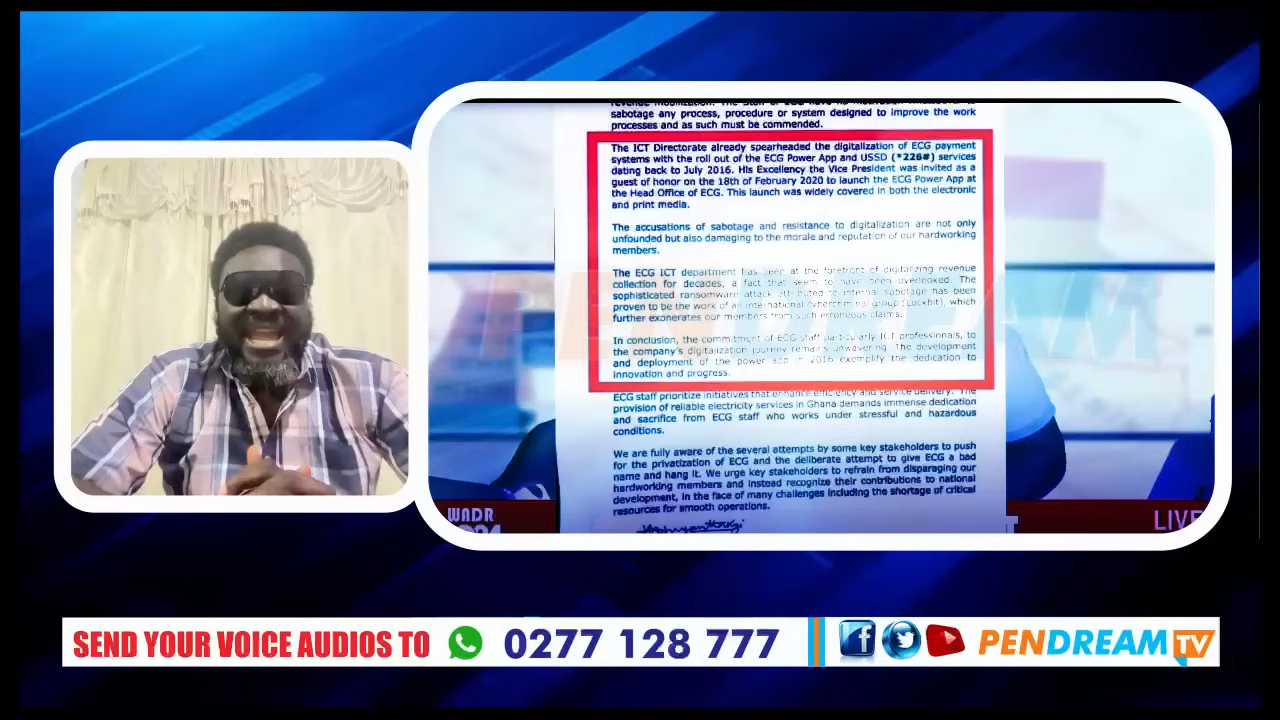 revenue mobilization. The Staff of ECG have no motivation whatsoever to
sabotage any process, procedure or system designed to improve the work
processes and as such must be commended.
The ICT Directorate already spearheaded the digitalization of ECG payment
systems with the roll out of the ECG Power App and USSD (*226#) services
dating back to July 2016. His Excellency the Vice President was invited as a
guest of honor on the 18th of February 2020 to launch the ECG Power App at
the Head Office of ECG. This launch was widely covered in both the electronic
and print media.
The accusations of sabotage and resistance to digitalization are not only
unfounded but also damaging to the morale and reputation of our hardworking
members.
The ECG ICT department has been at the forefront of digitalizing revenue
collection for decades, a fact that seem to have been overlooked. The
sophisticated ransomware attack attributed to internal sabotage has been
proven to be the work of an international cybercriminal group (Lockbit), which
further exonerates our members from such erroneous claims.
In conclusion, the commitment of ECG staff particularly ICT professionals, to
the company's digitalization journey remains unwavering. The development
and deployment of the power app in 2016 exemplify the dedication to
innovation and progress.
ECG staff prioritize initiatives that enhance efficiency and service delivery. The
provision of reliable electricity services in Ghana demands immense dedication
and sacrifice from ECG staff who works under stressful and hazardous
conditions.
We are fully aware of the several attempts by some key stakeholders to push
for the privatization of ECG and the deliberate attempt to give ECG a bad
name and hang it. We urge key stakeholders to refrain from disparaging our
hardworking members and instead recognize their contributions to national
development, in the face of many challenges including the shortage of critical
resources for smooth operations.
WADR
LIVE
SEND YOUR VOICE AUDIOS TO 0277 128 777 PENDREAM TV